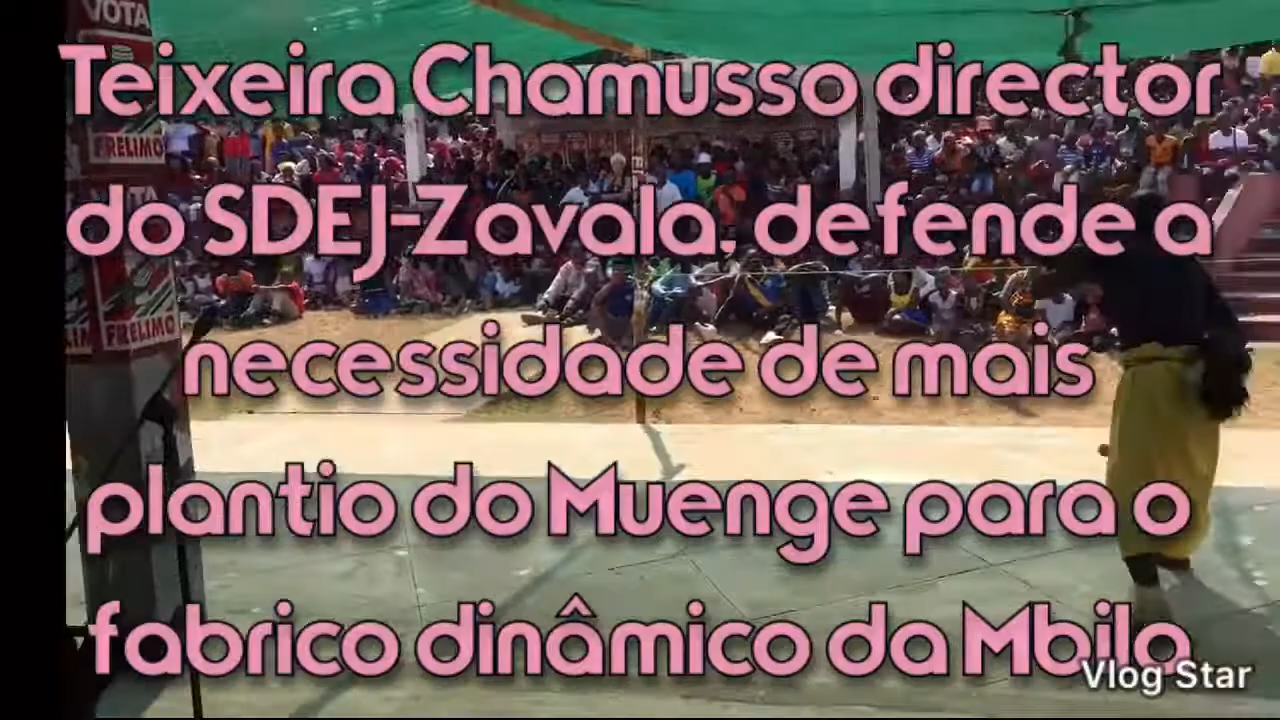 VOTA
Teixeira Chamusso director
FRELIMO
do SDEJ-Zavala, defende a
FRELIMO
necessidade de mais
plantio do Muenge para o
fabrico dinâmico da Mbila
Vlog Star